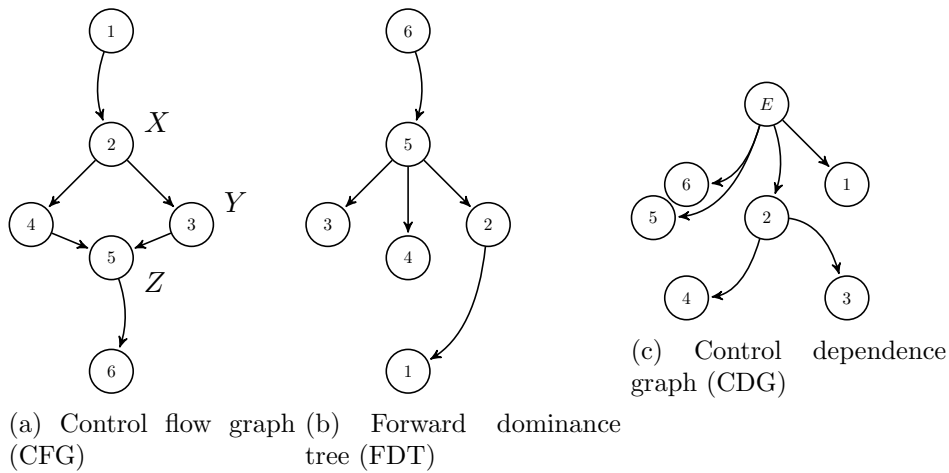 1
2
X
4
3
Y
5
Z
6
(a) Control flow graph
(CFG)
6
5
3
4
2
1
(b) Forward dominance
tree (FDT)
E
6
1
5
2
4
3
(c) Control dependence
graph (CDG)